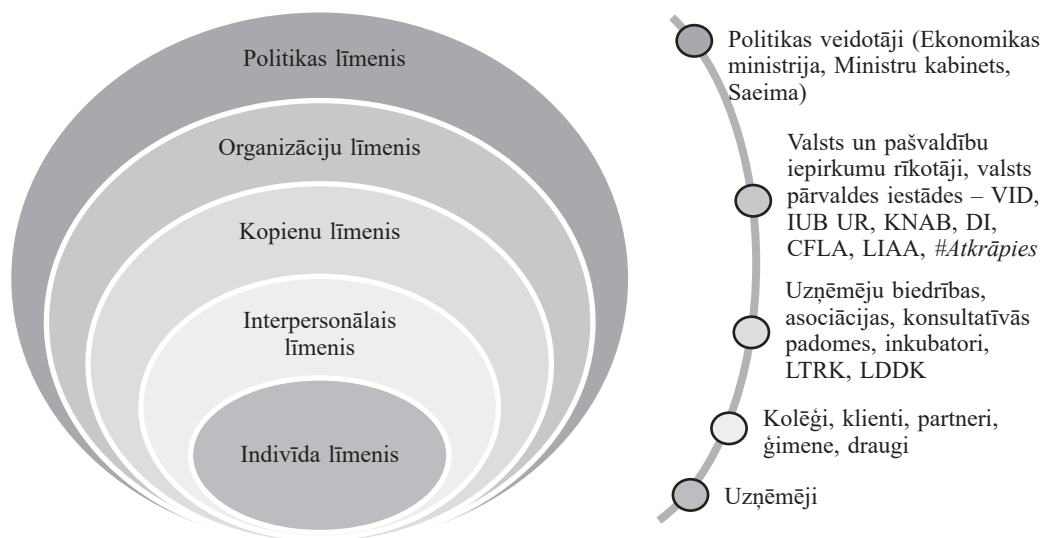 Politikas līmenis
Organizāciju līmenis
Kopienu līmenis
Interpersonālais
līmenis
Indivīda līmenis
Politikas veidotāji (Ekonomikas
ministrija, Ministru kabinets,
Saeima)
Valsts un pašvaldību
iepirkumu rīkotāji, valsts
pārvaldes iestādes – VID,
IUB UR, KNAB, DI,
CFLA, LIAA, #Atkrāpies
Uzņēmēju biedrības,
asociācijas, konsultatīvās
padomes, inkubatori,
LTRK, LDDK
Kolēģi, klienti, partneri,
ģimene, draugi
Uzņēmēji